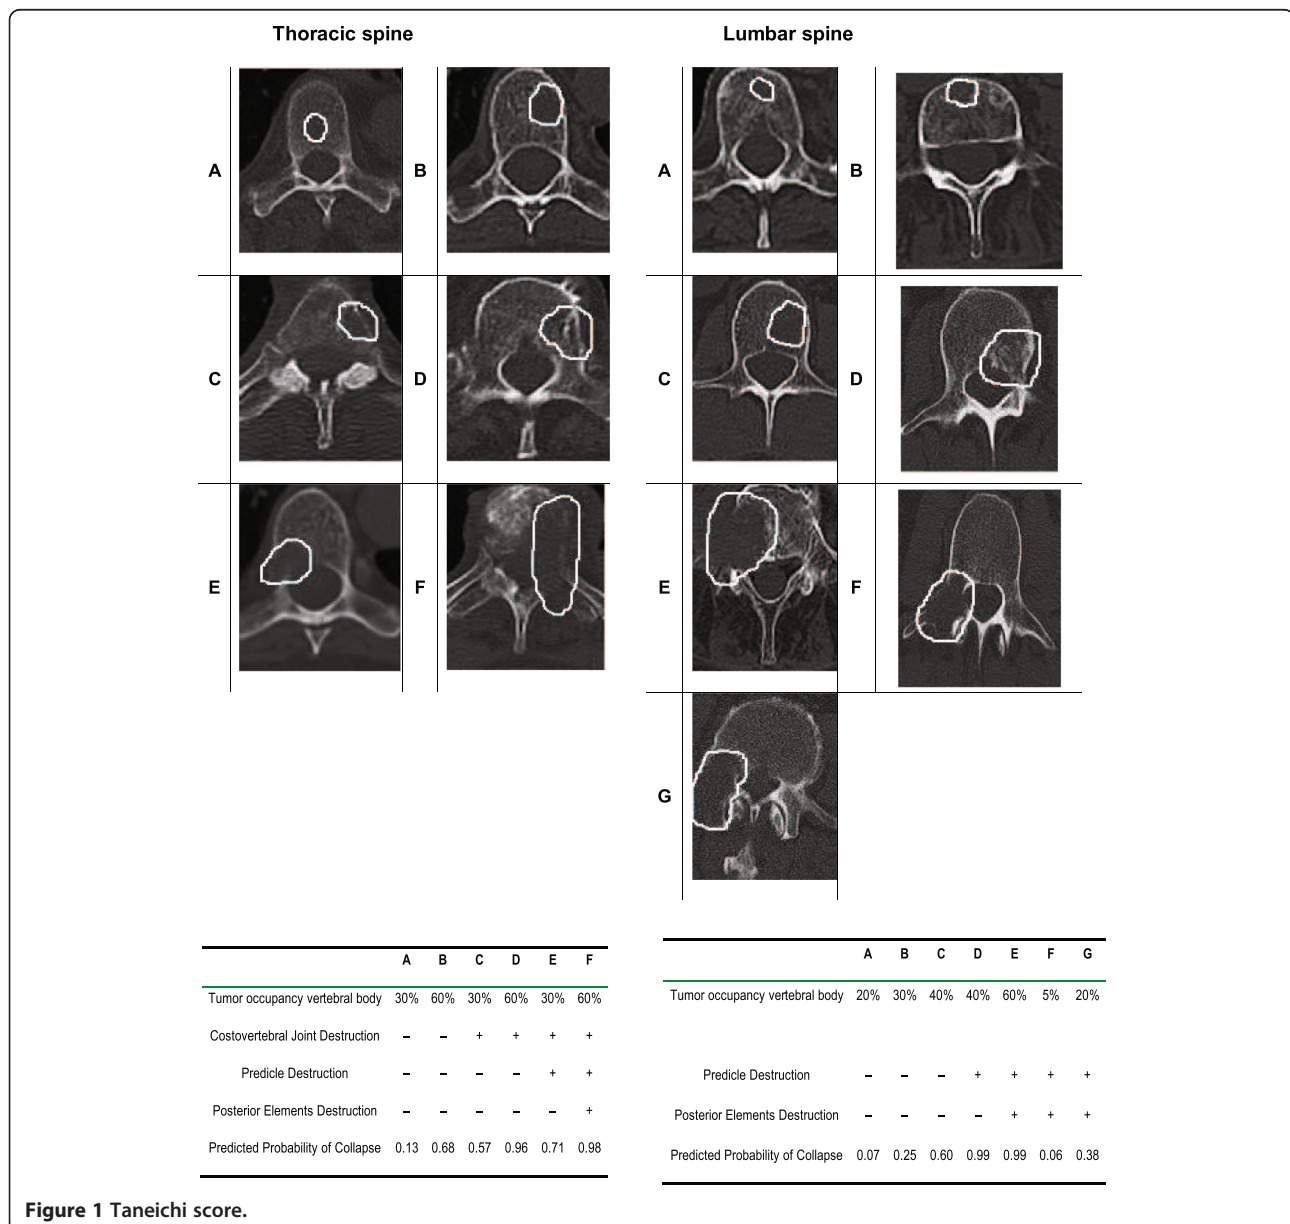 Thoracic spine
Lumbar spine
A
B
A
B
C
D
C
D
E
F
E
F
G
A B C D E F
Tumor occupancy vertebral body 30% 60% 30% 60% 30% 60%
Costovertebral Joint Destruction – – + + + +
Predicle Destruction – – – – + +
Posterior Elements Destruction – – – – – +
Predicted Probability of Collapse 0.13 0.68 0.57 0.96 0.71 0.98
A B C D E F G
Tumor occupancy vertebral body 20% 30% 40% 40% 60% 5% 20%
Predicle Destruction – – – + + + +
Posterior Elements Destruction – – – – + + +
Predicted Probability of Collapse 0.07 0.25 0.60 0.99 0.99 0.06 0.38
Figure 1 Taneichi score.